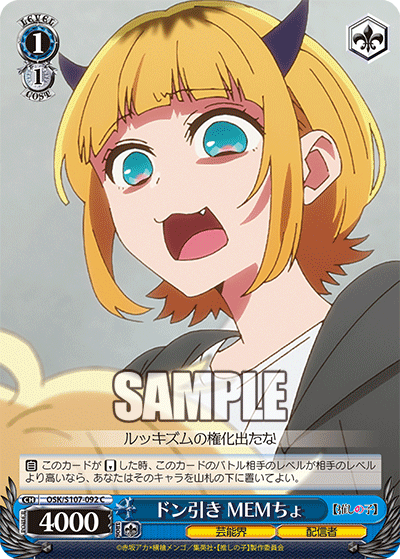 LEVEL
1
1
COST
SAMPLE
ルッキズムの権化出たな
CH OSK/S107-092 C
自 このカードが した時、このカードのバトル相手のレベルが相手のレベル
より高いなら、あなたはそのキャラを山札の下に置いてよい。
4000
ドン引き MEMちょ
【推しの子】
芸能界
配信者
©赤坂アカ×横槍メンゴ／集英社・【推しの子】製作委員会